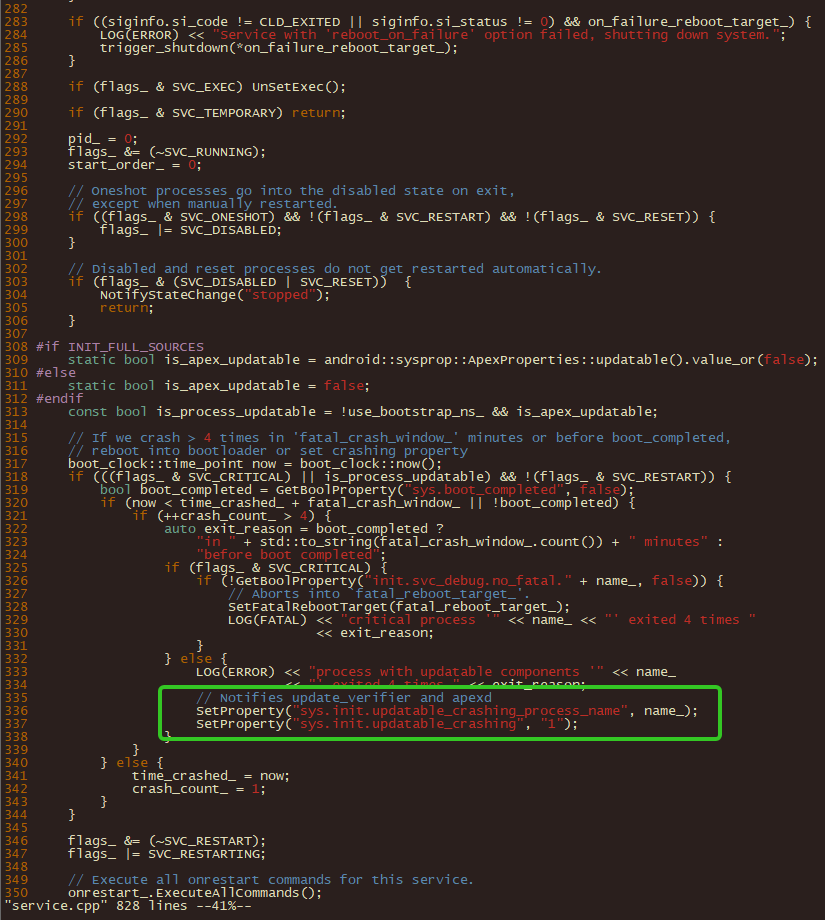 282
283     if ((siginfo.si_code != CLD_EXITED || siginfo.si_status != 0) && on_failure_reboot_target_) {
284         LOG(ERROR) << "Service with 'reboot_on_failure' option failed, shutting down system.";
285         trigger_shutdown(*on_failure_reboot_target_);
286     }
287
288     if (flags_ & SVC_EXEC) UnSetExec();
289
290     if (flags_ & SVC_TEMPORARY) return;
291
292     pid_ = 0;
293     flags_ &= (~SVC_RUNNING);
294     start_order_ = 0;
295
296     // Oneshot processes go into the disabled state on exit,
297     // except when manually restarted.
298     if ((flags_ & SVC_ONESHOT) && !(flags_ & SVC_RESTART) && !(flags_ & SVC_RESET)) {
299         flags_ |= SVC_DISABLED;
300     }
301
302     // Disabled and reset processes do not get restarted automatically.
303     if (flags_ & (SVC_DISABLED | SVC_RESET))  {
304         NotifyStateChange("stopped");
305         return;
306     }
307
308 #if INIT_FULL_SOURCES
309     static bool is_apex_updatable = android::sysprop::ApexProperties::updatable().value_or(false);
310 #else
311     static bool is_apex_updatable = false;
312 #endif
313     const bool is_process_updatable = !use_bootstrap_ns_ && is_apex_updatable;
314
315     // If we crash > 4 times in 'fatal_crash_window_' minutes or before boot_completed,
316     // reboot into bootloader or set crashing property
317     boot_clock::time_point now = boot_clock::now();
318     if (((flags_ & SVC_CRITICAL) || is_process_updatable) && !(flags_ & SVC_RESTART)) {
319         bool boot_completed = GetBoolProperty("sys.boot_completed", false);
320         if (now < time_crashed_ + fatal_crash_window_ || !boot_completed) {
321             if (++crash_count_ > 4) {
322                 auto exit_reason = boot_completed ?
323                     "in " + std::to_string(fatal_crash_window_.count()) + " minutes" :
324                     "before boot completed";
325                 if (flags_ & SVC_CRITICAL) {
326                     if (!GetBoolProperty("init.svc_debug.no_fatal." + name_, false)) {
327                         // Aborts into `fatal_reboot_target_'.
328                         SetFatalRebootTarget(fatal_reboot_target_);
329                         LOG(FATAL) << "critical process '" << name_ << "' exited 4 times "
330                                    << exit_reason;
331                     }
332                 } else {
333                     LOG(ERROR) << "process with updatable components '" << name_
334                                << "' exited 4 times " << exit_reason;
335                     // Notifies update_verifier and apexd
336                     SetProperty("sys.init.updatable_crashing_process_name", name_);
337                     SetProperty("sys.init.updatable_crashing", "1");
338                 }
339             }
340         } else {
341             time_crashed_ = now;
342             crash_count_ = 1;
343         }
344     }
345
346     flags_ &= (~SVC_RESTART);
347     flags_ |= SVC_RESTARTING;
348
349     // Execute all onrestart commands for this service.
350     onrestart_.ExecuteAllCommands();
"service.cpp" 828 lines --41%--